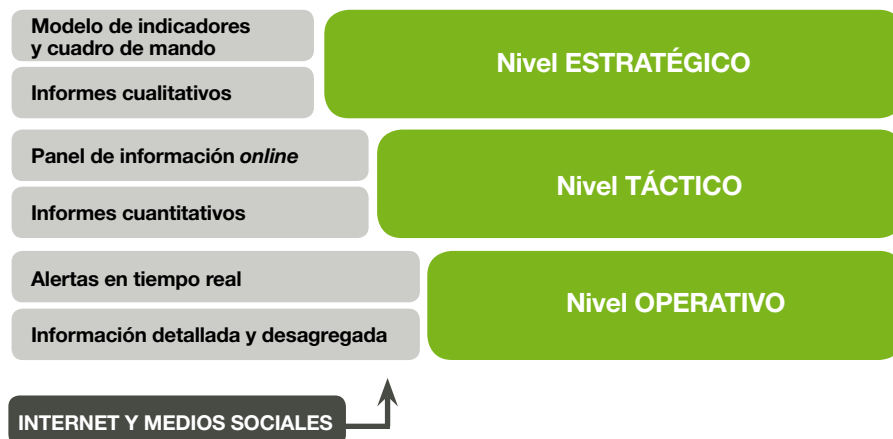 Modelo de indicadores
y cuadro de mando
Informes cualitativos
Nivel ESTRATÉGICO
Panel de información online
Informes cuantitativos
Nivel TÁCTICO
Alertas en tiempo real
Información detallada y desagregada
Nivel OPERATIVO
INTERNET Y MEDIOS SOCIALES